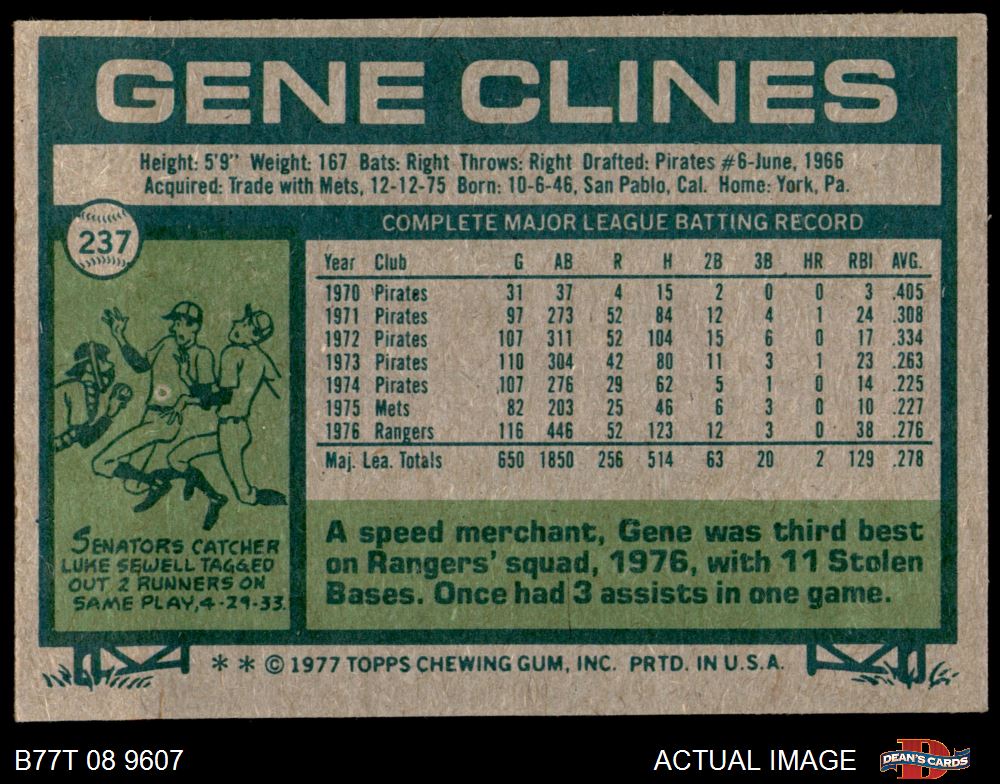 GENE CLINES
Height: 5'9" Weight: 167 Bats: Right Throws: Right Drafted: Pirates #6-June, 1966
Acquired: Trade with Mets, 12-12-75 Born: 10-6-46, San Pablo, Cal. Home: York, Pa.
237
COMPLETE MAJOR LEAGUE BATTING RECORD
Year Club G AB R H 2B 3B HR RBI AVG.
1970 Pirates 31 37 4 15 2 0 0 3 .405
1971 Pirates 97 273 52 84 12 4 1 24 .308
1972 Pirates 107 311 52 104 15 6 0 17 .334
1973 Pirates 110 304 42 80 11 3 1 23 .263
1974 Pirates 107 276 29 62 5 1 0 14 .225
1975 Mets 82 203 25 46 6 3 0 10 .227
1976 Rangers 116 446 52 123 12 3 0 38 .276
Maj. Lea. Totals 650 1850 256 514 63 20 2 129 .278
SENATORS CATCHER
LUKE SEWELL TAGGED
OUT 2 RUNNERS ON
SAME PLAY, 4-29-33.
A speed merchant, Gene was third best
on Rangers' squad, 1976, with 11 Stolen
Bases. Once had 3 assists in one game.
* * © 1977 TOPPS CHEWING GUM, INC. PRTD. IN U.S.A.
B77T 08 9607
ACTUAL IMAGE
D
DEAN'S CARDS